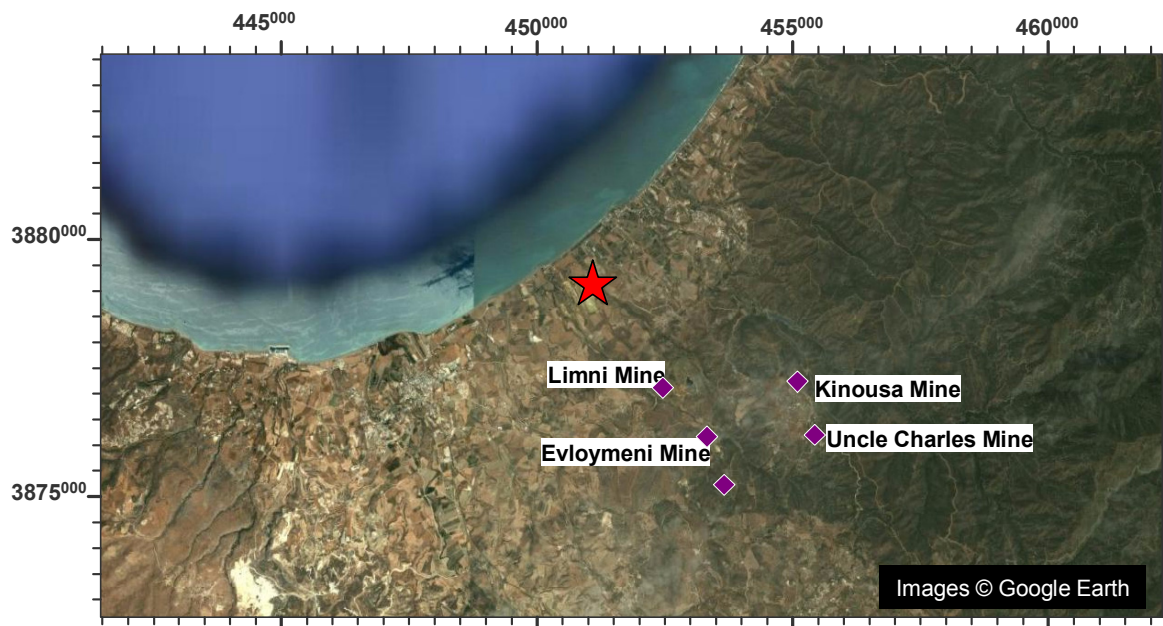 445000
450000
455000
460000
3880000
Limni Mine
Kinousa Mine
Uncle Charles Mine
Evloymeni Mine
3875000
Images © Google Earth